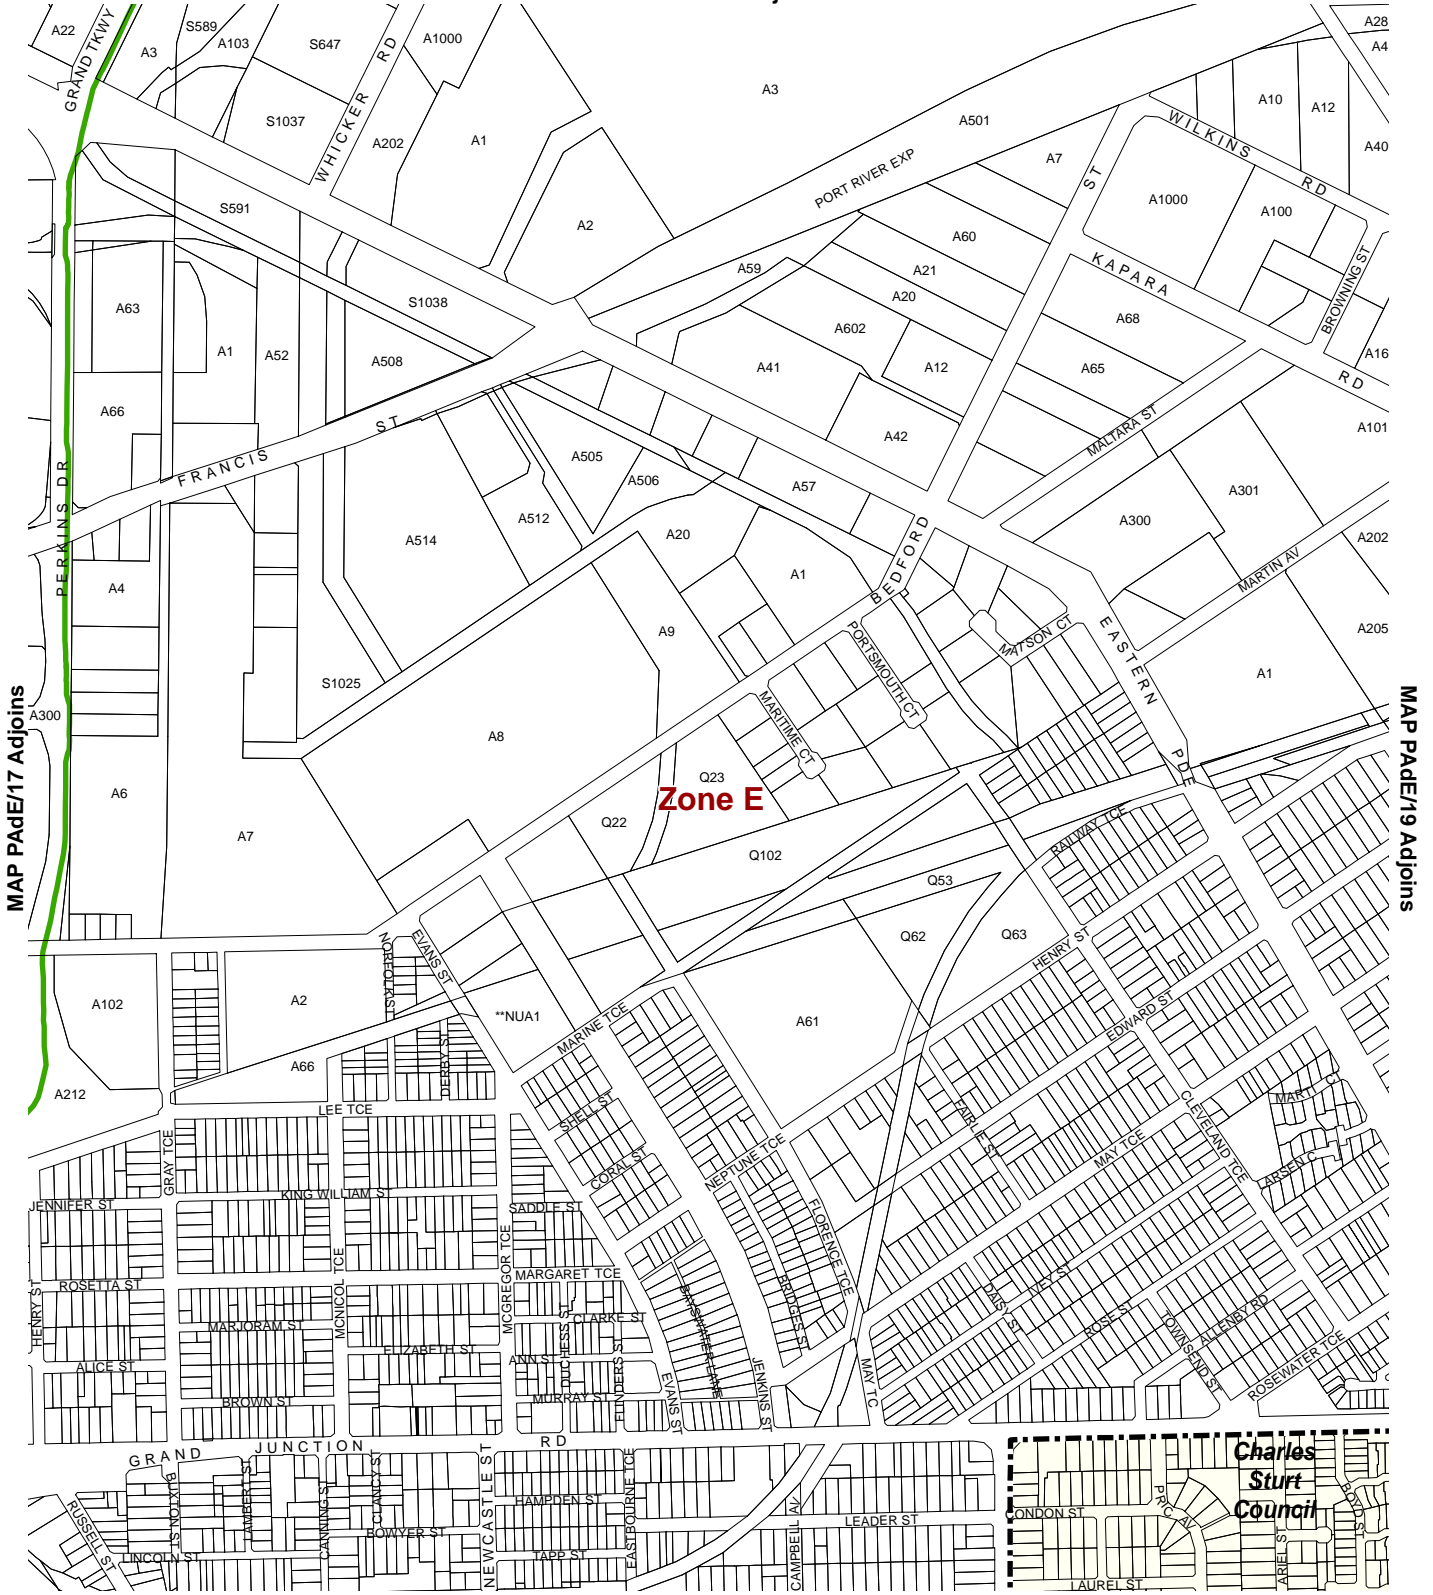 A22
GRAND TKWY
A3
S589
A103
S647
WHICKER RD
A1000
A28
A4
A3
S1037
A202
A1
A501
A10
A12
A40
WILKINS RD
PORT RIVER EXP
A7
ST
A1000
A100
S591
A2
A60
KAPARA RD
BROWNING ST
A59
A21
A20
A63
S1038
A602
A68
A1
A52
A508
A41
A12
A65
A16
A66
ST
FRANCIS
A42
MALTARA ST
A101
PERKINS DR
A505
A506
A57
A301
A512
A514
A20
BEDFORD
A300
A202
A4
A1
MARTIN AV
A9
PORTSMOUTH CT
MATSON CT
EASTERN PDE
A205
S1025
A1
MAP PAdE/17 Adjoins
A300
MARITIME CT
MAP PAdE/19 Adjoins
A8
A6
Q23
Zone E
A7
Q22
Q102
RAILWAY TCE
Q53
NORFOLK ST
EVANS ST
Q62
Q63
HENRY ST
A102
A2
**NUA1
MARINE TCE
A61
EDWARD ST
DERBY ST
A66
A212
LEE TCE
SHELL ST
FAIRLIE ST
CLEVELAND TCE
MARTI CT
GRAY TCE
CORAL ST
NEPTUNE TCE
MAY TCE
LARSEN C
JENNIFER ST
KING WILLIAM ST
SADDLE ST
FLORENCE TCE
MCNICOL TCE
MCGREGOR TCE
ROSETTA ST
MARGARET TCE
BAYSWATER LANE
BRIDGES ST
DAISY ST
IVEY ST
HENRY ST
MARJORAM ST
DUCHESS ST
CLARKE ST
FLINDERS ST
ROSE ST
TOWNSEND ST
ALLENBY RD
ALICE ST
ELIZABETH ST
ANN ST
EVANS ST
JENKINS ST
MAY TC
ROSEWATER TCE
BROWN ST
MURRAY ST
GRAND JUNCTION RD
Charles
Sturt
Council
RUSSELL ST
BUXTON ST
AMBER ST
CANNING ST
CLANCY ST
NEWCASTLE ST
HAMPDEN ST
EASTBOURNE TCE
CAMPBELL AV
LEADER ST
CONDON ST
PRICE AV
BOYD ST
BOWYER ST
LINCOLN ST
TAPP ST
ARIEL ST
LAUREL ST